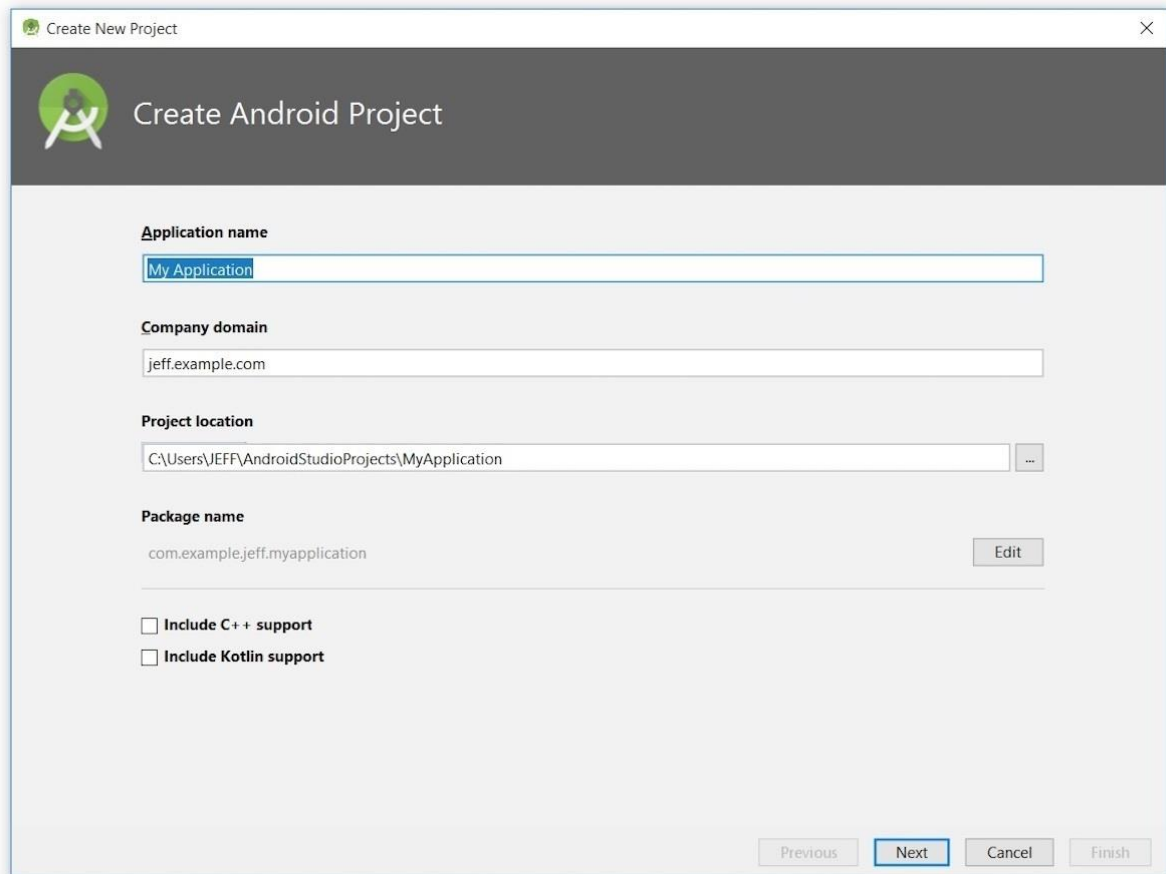 Create New Project
Create Android Project
Application name
My Application
Company domain
jeff.example.com
Project location
C:\Users\JEFF\AndroidStudioProjects\MyApplication
...
Package name
com.example.jeff.myapplication
Edit
Include C++ support
Include Kotlin support
Previous Next Cancel Finish